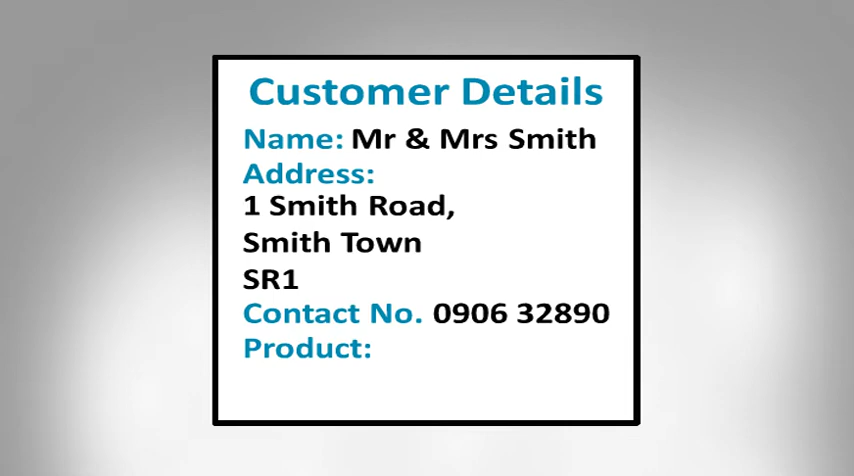 Customer Details
Name: Mr & Mrs Smith
Address:
1 Smith Road,
Smith Town
SR1
Contact No. 0906 32890
Product: